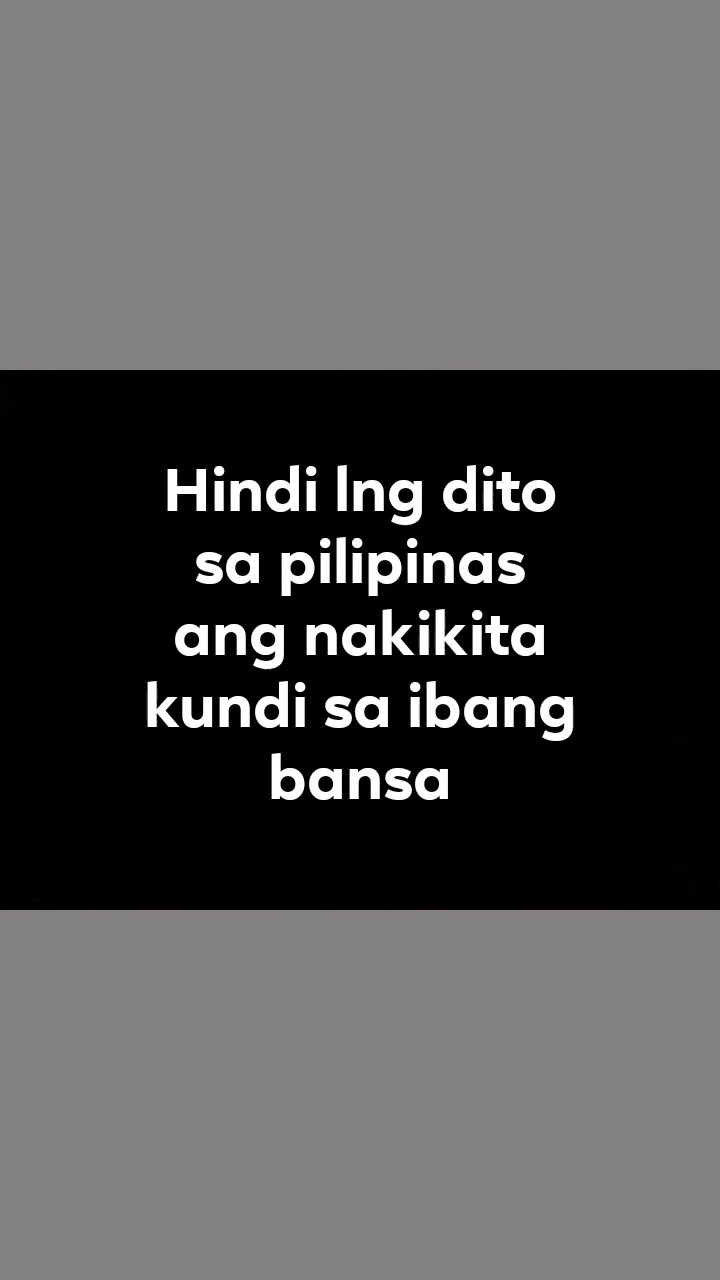 Hindi lng dito
sa pilipinas
ang nakikita
kundi sa ibang
bansa